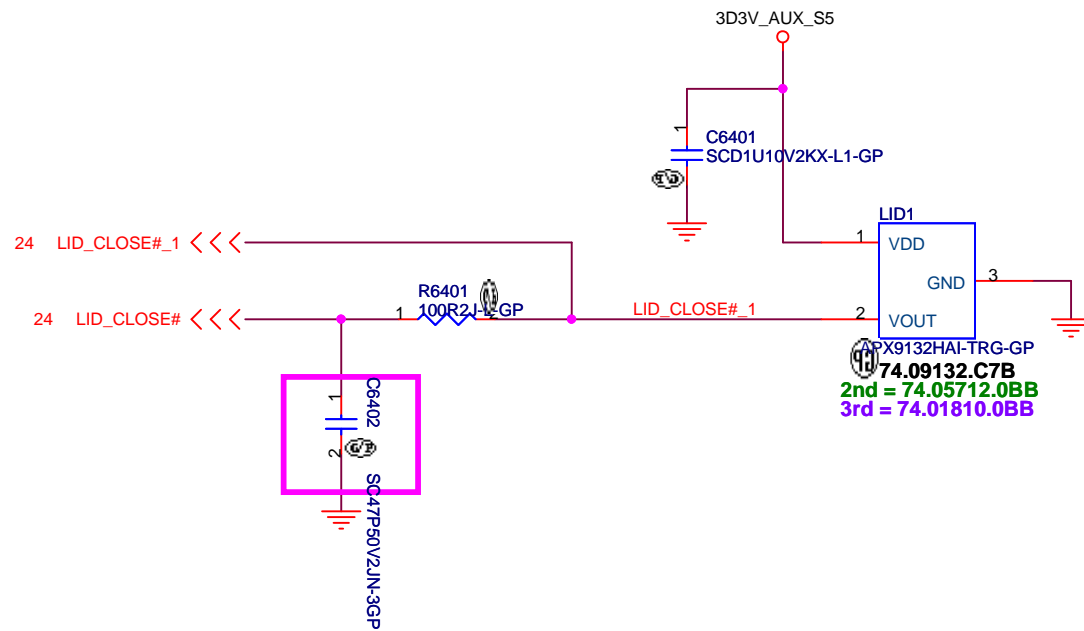 3D3V_AUX_S5
1
C6401
SCD1U10V2KX-L1-GP
LID1
24 LID_CLOSE#_1
1
VDD
GND
3
R6401
100R2J-L-GP
24 LID_CLOSE#
1
2
LID_CLOSE#_1
2
VOUT
APX9132HAI-TRG-GP
74.09132.C7B
2nd = 74.05712.0BB
3rd = 74.01810.0BB
C6402
1
2
SC47P50V2JN-3GP